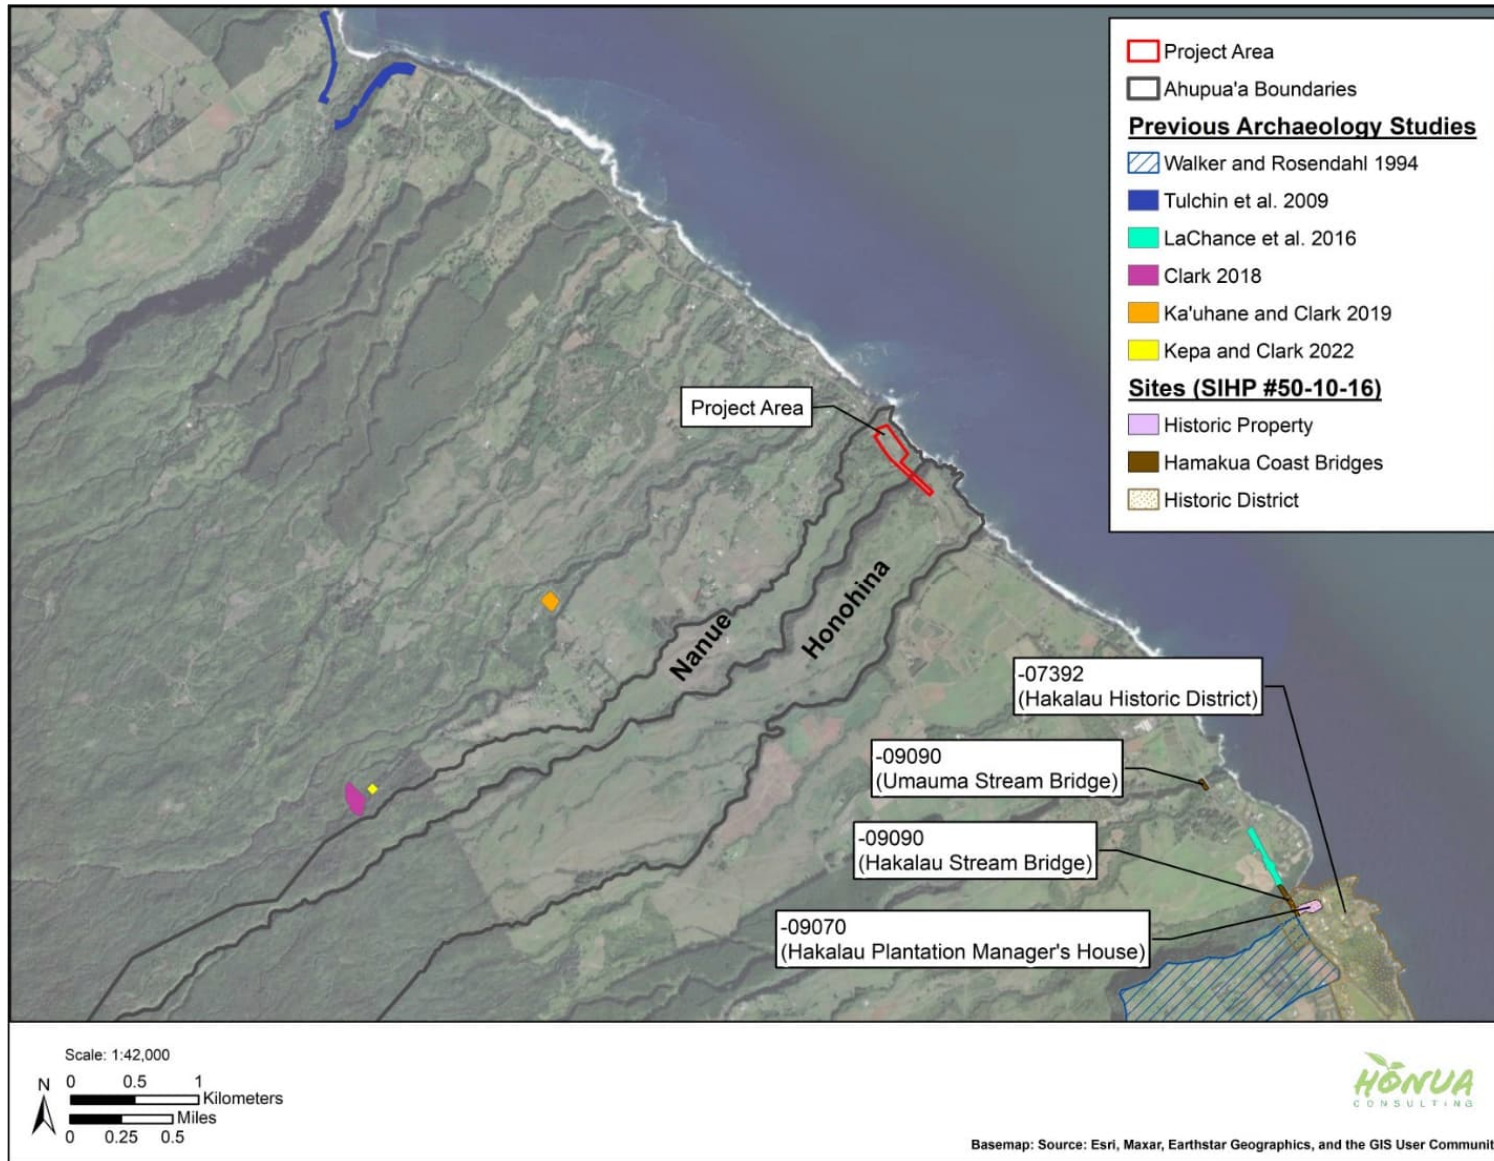 Project Area
Ahupua'a Boundaries
Previous Archaeology Studies
Walker and Rosendahl 1994
Tulchin et al. 2009
LaChance et al. 2016
Clark 2018
Ka'uhane and Clark 2019
Kepa and Clark 2022
Sites (SIHP #50-10-16)
Historic Property
Hamakua Coast Bridges
Historic District
Project Area
Nanue
Honohina
-07392
(Hakalau Historic District)
-09090
(Umauma Stream Bridge)
-09090
(Hakalau Stream Bridge)
-09070
(Hakalau Plantation Manager's House)
Scale: 1:42,000
N
0 0.5 1
Kilometers
Miles
0 0.25 0.5
HONUA
CONSULTING
Basemap: Source: Esri, Maxar, Earthstar Geographics, and the GIS User Communit